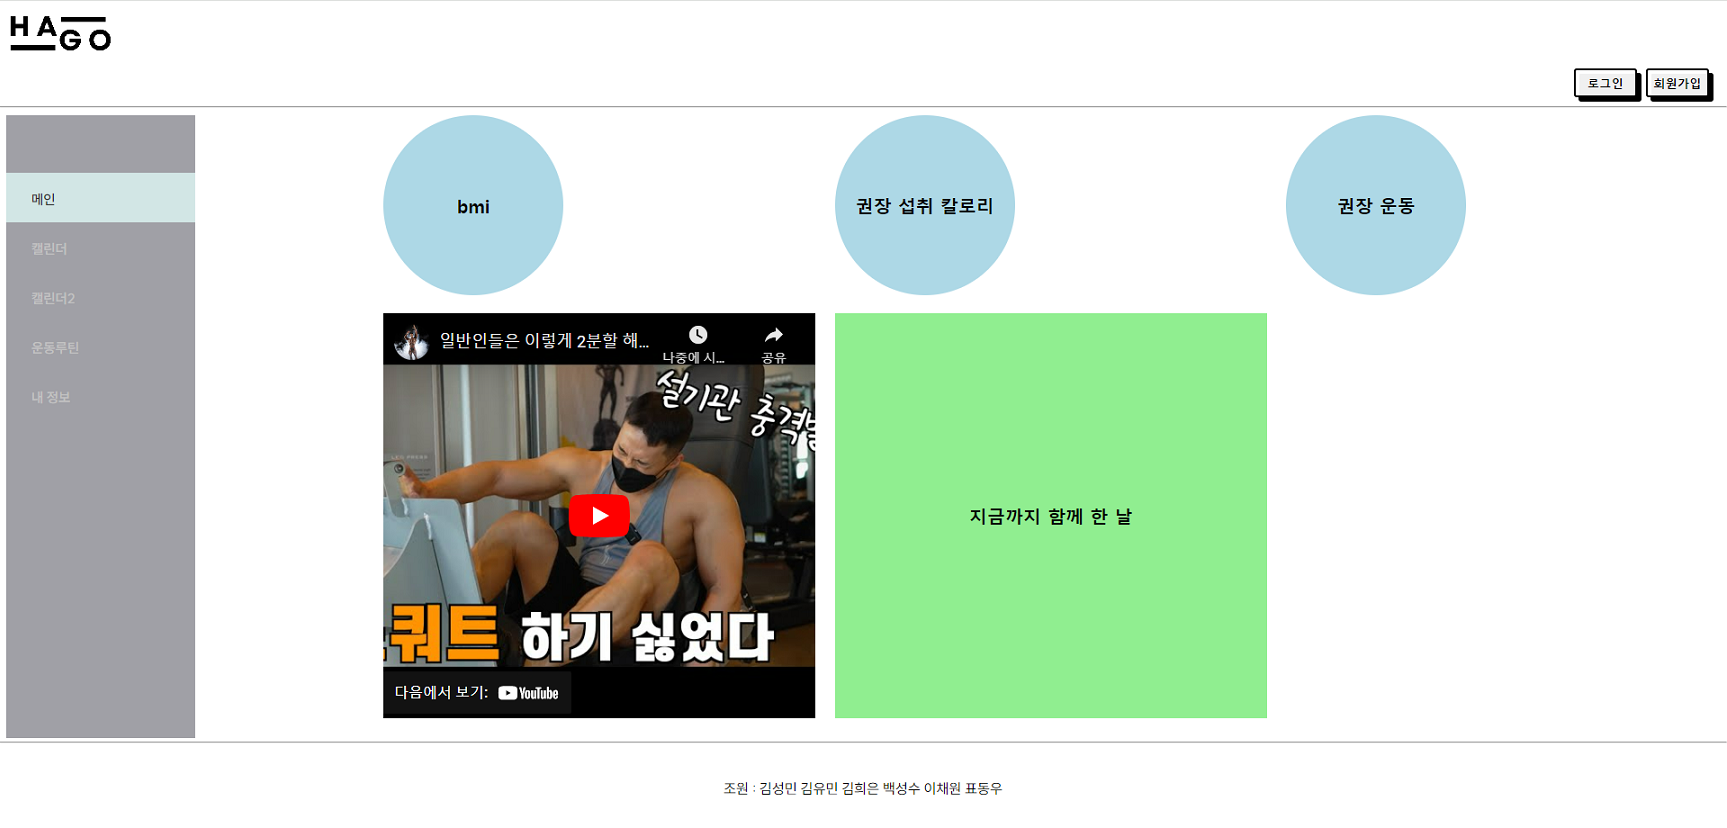 HAGO
로그인
회원가입
메인
캘린더
캘린더2
운동루틴
내 정보
bmi
권장 섭취 칼로리
권장 운동
일반인들은 이렇게 2분할 해...
나중에 시...
공유
설기관 충격
쿼트 하기 싫었다
다음에서 보기: YouTube
지금까지 함께 한 날
조원 : 김성민 김유민 김희은 백성수 이채원 표동우